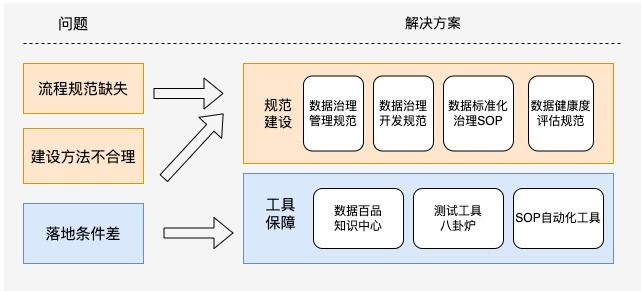 问题
解决方案
流程规范缺失
建设方法不合理
落地条件差
规范
建设
数据治理
管理规范
数据治理
开发规范
数据标准化
治理SOP
数据健康度
评估规范
工具
保障
数据百品
知识中心
测试工具
八卦炉
SOP自动化工具